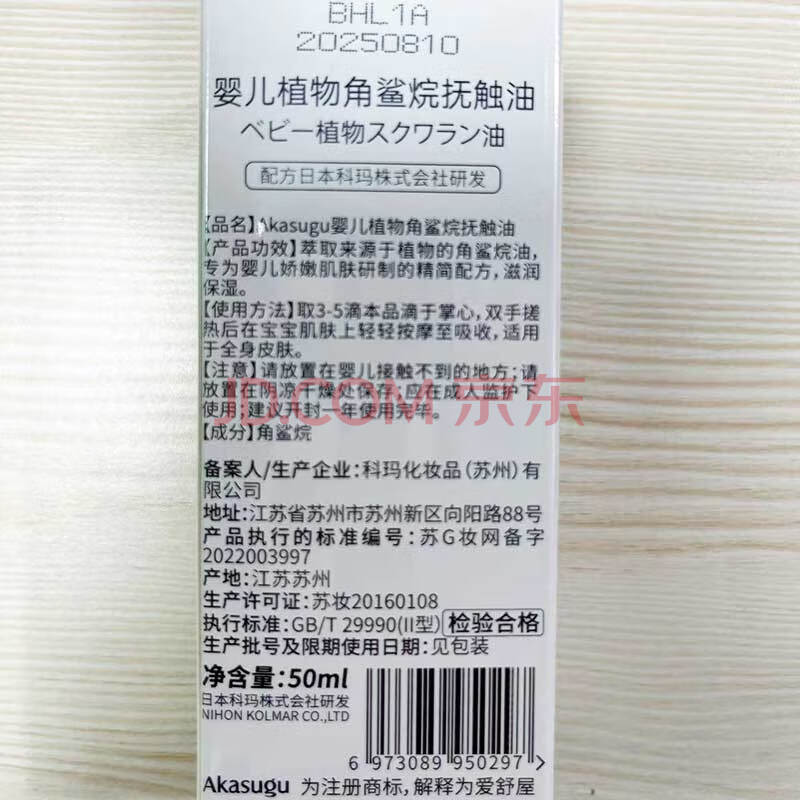 BHL1A
20250810
婴儿植物角鲨烷抚触油
ベビー植物スクワラン油
配方日本科玛株式会社研发
【品名】Akasugu婴儿植物角鲨烷抚触油
【产品功效】萃取来源于植物的角鲨烷油，
专为婴儿娇嫩肌肤研制的精简配方，滋润
保湿。
【使用方法】取3-5滴本品滴于掌心，双手搓
热后在宝宝肌肤上轻轻按摩至吸收，适用
于全身皮肤。
【注意】请放置在婴儿接触不到的地方；请
放置在阴凉干燥处保存，应在成人监护下
使用；建议开封一年使用完毕。
JD.COM 京东
【成分】角鲨烷
备案人/生产企业：科玛化妆品（苏州）有
限公司
地址：江苏省苏州市苏州新区向阳路88号
产品执行的标准编号：苏G妆网备字
2022003997
产地：江苏苏州
生产许可证：苏妆20160108
执行标准：GB/T 29990(II型) 检验合格
生产批号及限期使用日期：见包装
净含量：50ml
日本科玛株式会社研发
NIHON KOLMAR CO.,LTD
6 973089 950297 >
Akasugu 为注册商标，解释为爱舒屋